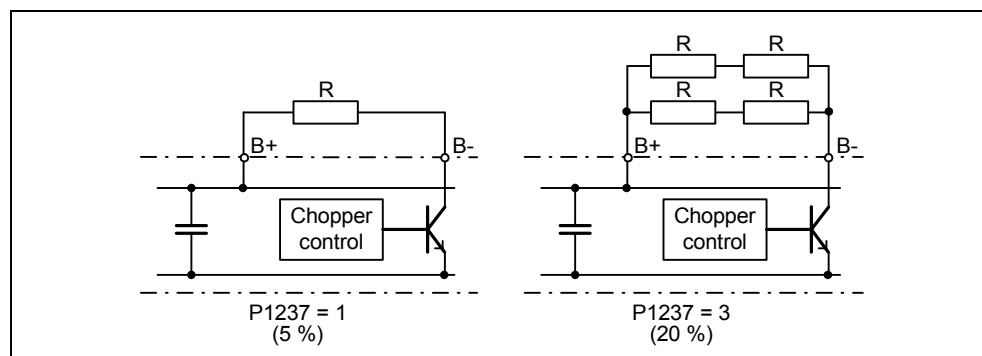 R
B+
B-
Chopper
control
P1237 = 1
(5 %)
R
R
R
R
B+
B-
Chopper
control
P1237 = 3
(20 %)